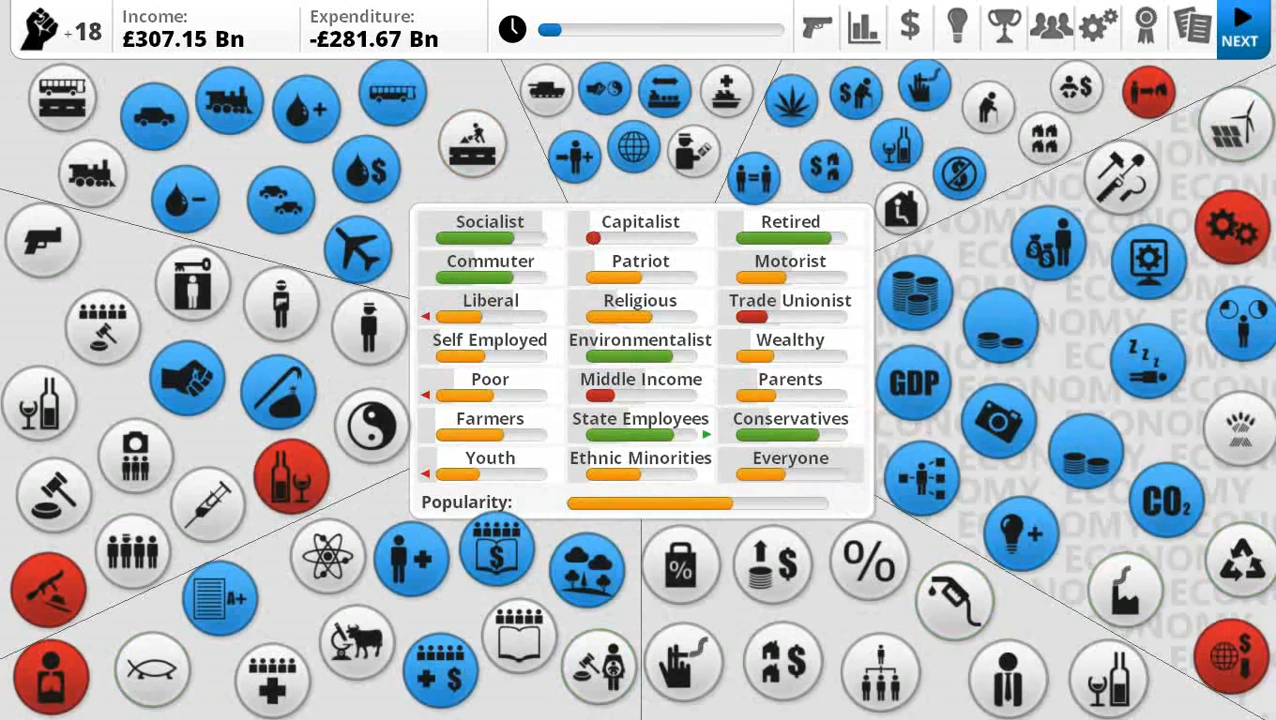 Income: Expenditure:
+18 £307.15 Bn -£281.67 Bn
NEXT
Socialist Capitalist Retired
Commuter Patriot Motorist
Liberal Religious Trade Unionist
Self Employed Environmentalist Wealthy
Poor Middle Income Parents
Farmers State Employees Conservatives
Youth Ethnic Minorities Everyone
Popularity:
GDP
CO2
A+
ECONOMY